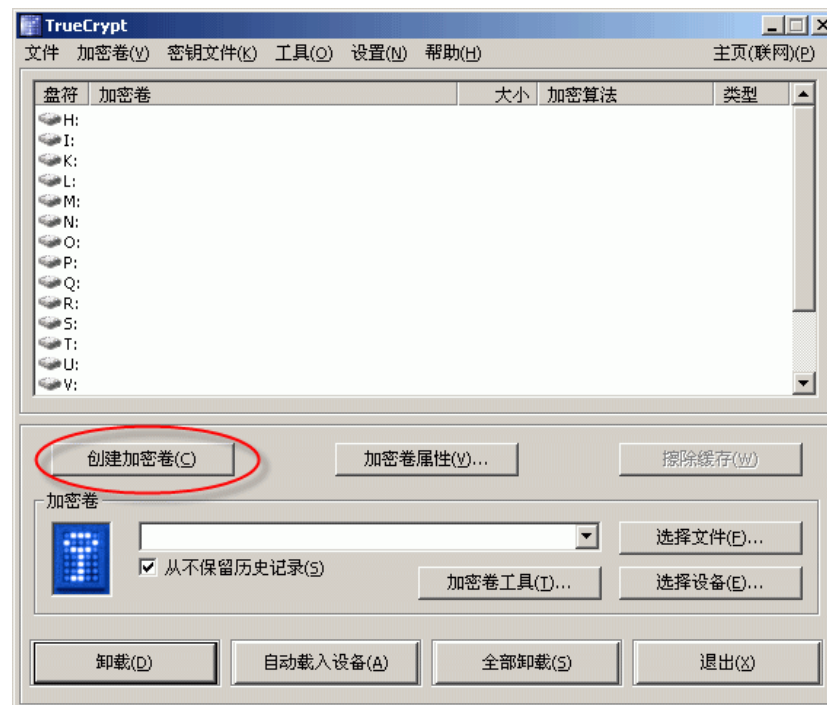 TrueCrypt
文件 加密卷(V) 密钥文件(K) 工具(O) 设置(N) 帮助(H) 主页(联网)(P)
盘符 加密卷 大小 加密算法 类型
H:
I:
K:
L:
M:
N:
O:
P:
Q:
R:
S:
T:
U:
V:
创建加密卷(C) 加密卷属性(V)... 擦除缓存(W)
加密卷
选择文件(F)...
从不保留历史记录(S)
加密卷工具(T)... 选择设备(E)...
卸载(D) 自动载入设备(A) 全部卸载(S) 退出(X)